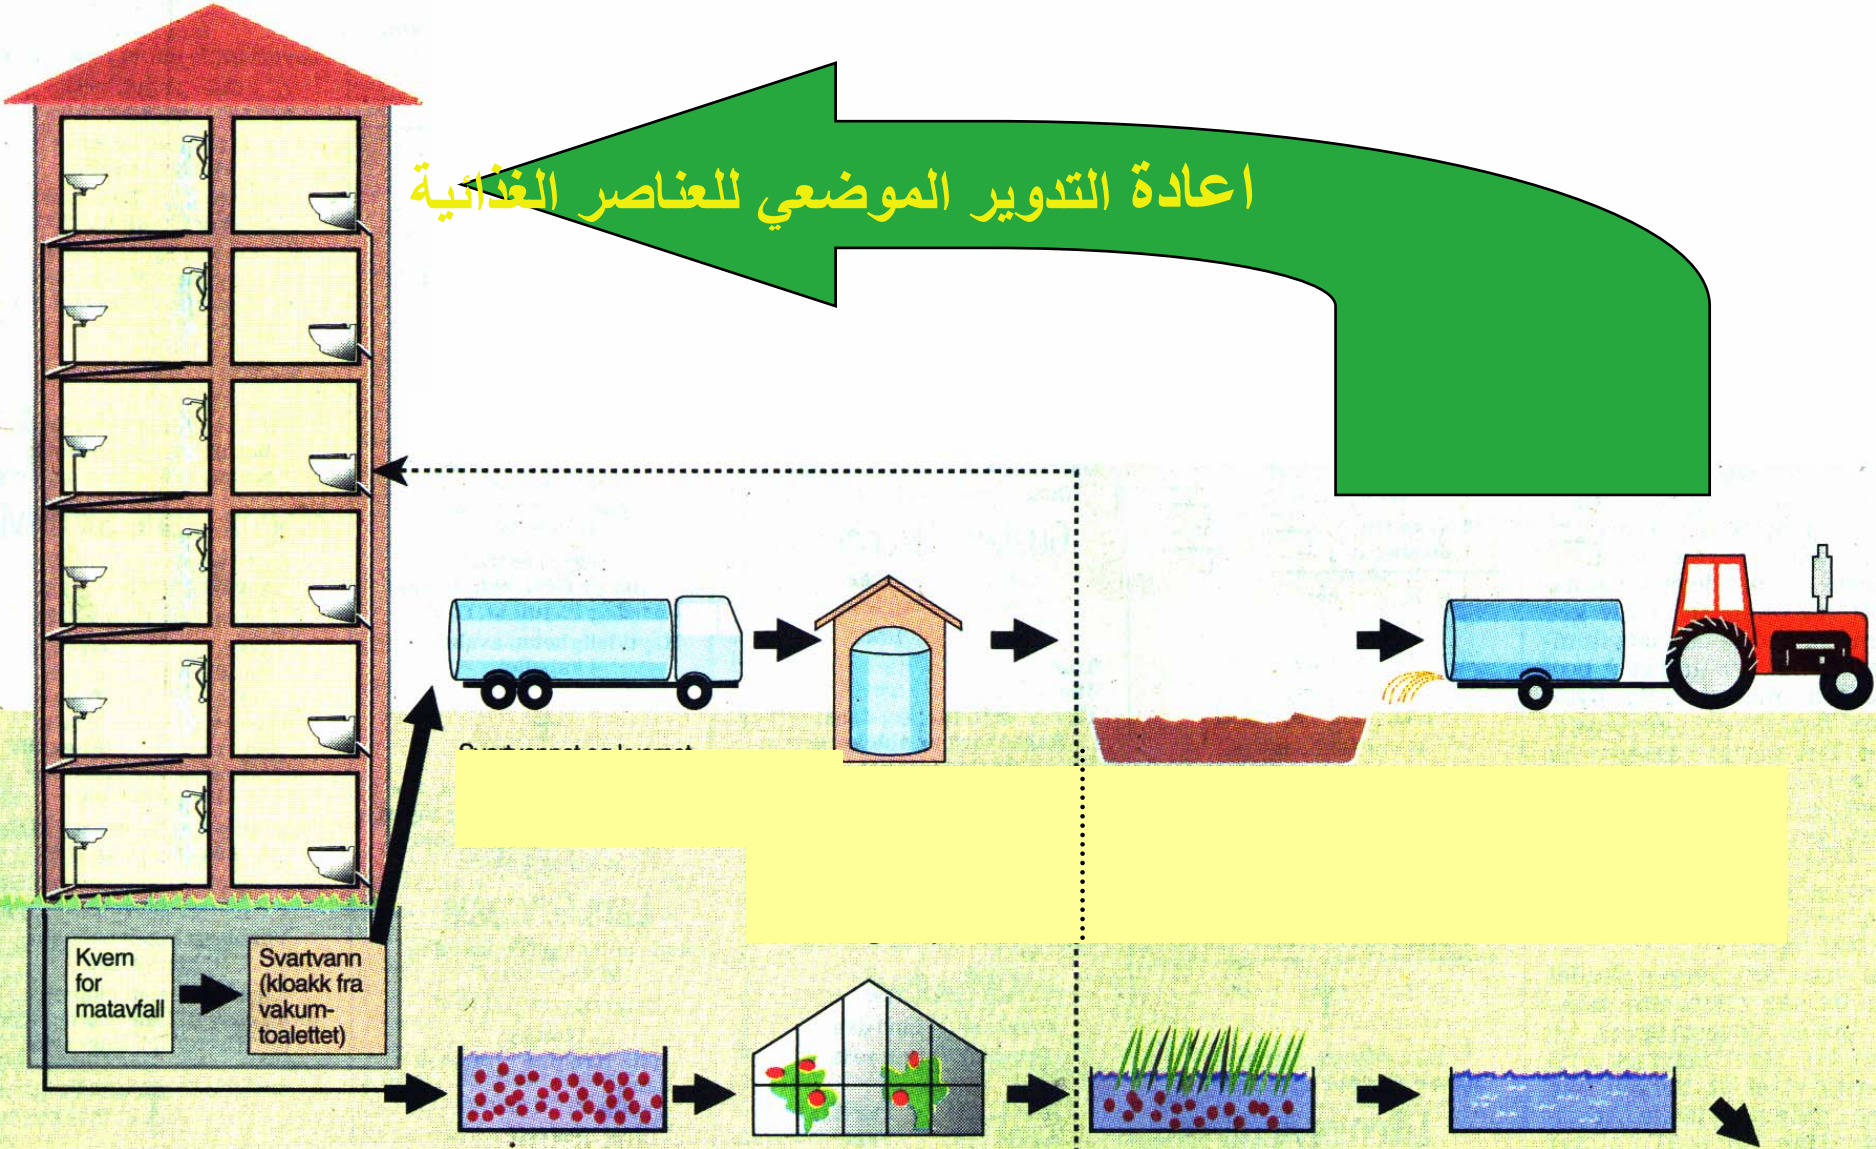 اعادة التدوير الموضعي للعناصر الغذائية
Kvern
for
matavfall
Svartvann
(kloakk fra
vakum-
toalettet)